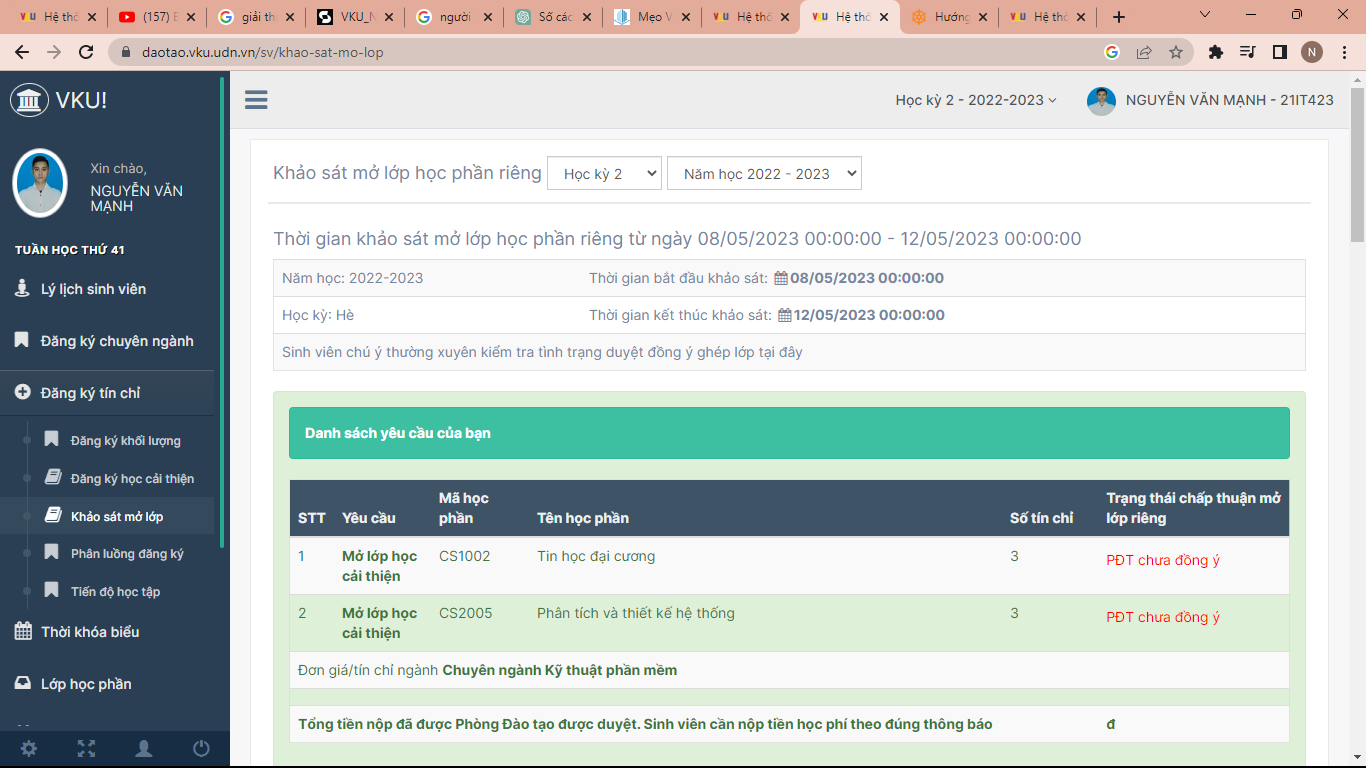 Hệ thố
(157) E
giải thí
VKU_N
người
Số các
Mẹo V
Hệ thố
Hệ thố
Hướng
Hệ thố
daotao.vku.udn.vn/sv/khao-sat-mo-lop
N
VKU!
Học kỳ 2 - 2022-2023
NGUYỄN VĂN MẠNH - 21IT423
Xin chào,
NGUYỄN VĂN
MẠNH
TUẦN HỌC THỨ 41
Lý lịch sinh viên
Đăng ký chuyên ngành
Đăng ký tín chỉ
Đăng ký khối lượng
Đăng ký học cải thiện
Khảo sát mở lớp
Phân luồng đăng ký
Tiến độ học tập
Thời khóa biểu
Lớp học phần
Khảo sát mở lớp học phần riêng Học kỳ 2 Năm học 2022 - 2023
Thời gian khảo sát mở lớp học phần riêng từ ngày 08/05/2023 00:00:00 - 12/05/2023 00:00:00
Năm học: 2022-2023 Thời gian bắt đầu khảo sát: 08/05/2023 00:00:00
Học kỳ: Hè Thời gian kết thúc khảo sát: 12/05/2023 00:00:00
Sinh viên chú ý thường xuyên kiểm tra tình trạng duyệt đồng ý ghép lớp tại đây
Danh sách yêu cầu của bạn
STT Yêu cầu Mã học phần Tên học phần Số tín chỉ Trạng thái chấp thuận mở lớp riêng
1 Mở lớp học cải thiện CS1002 Tin học đại cương 3 PĐT chưa đồng ý
2 Mở lớp học cải thiện CS2005 Phân tích và thiết kế hệ thống 3 PĐT chưa đồng ý
Đơn giá/tín chỉ ngành Chuyên ngành Kỹ thuật phần mềm
Tổng tiền nộp đã được Phòng Đào tạo được duyệt. Sinh viên cần nộp tiền học phí theo đúng thông báo đ